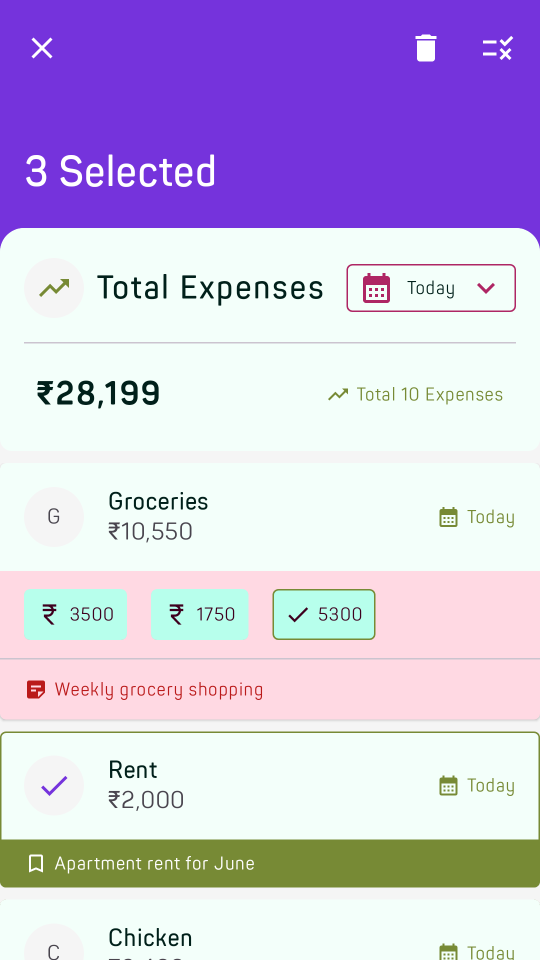 3 Selected
Total Expenses
Today
₹28,199
Total 10 Expenses
G
Groceries
₹10,550
Today
₹ 3500
₹ 1750
5300
Weekly grocery shopping
Rent
₹2,000
Today
Apartment rent for June
C
Chicken
Today